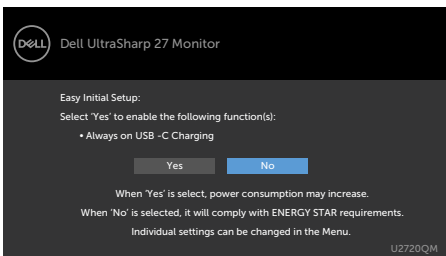 DELL
Dell UltraSharp 27 Monitor
Easy Initial Setup:
Select 'Yes' to enable the following function(s):
• Always on USB -C Charging
Yes
No
When 'Yes' is select, power consumption may increase.
When 'No' is selected, it will comply with ENERGY STAR requirements.
Individual settings can be changed in the Menu.
U2720QM